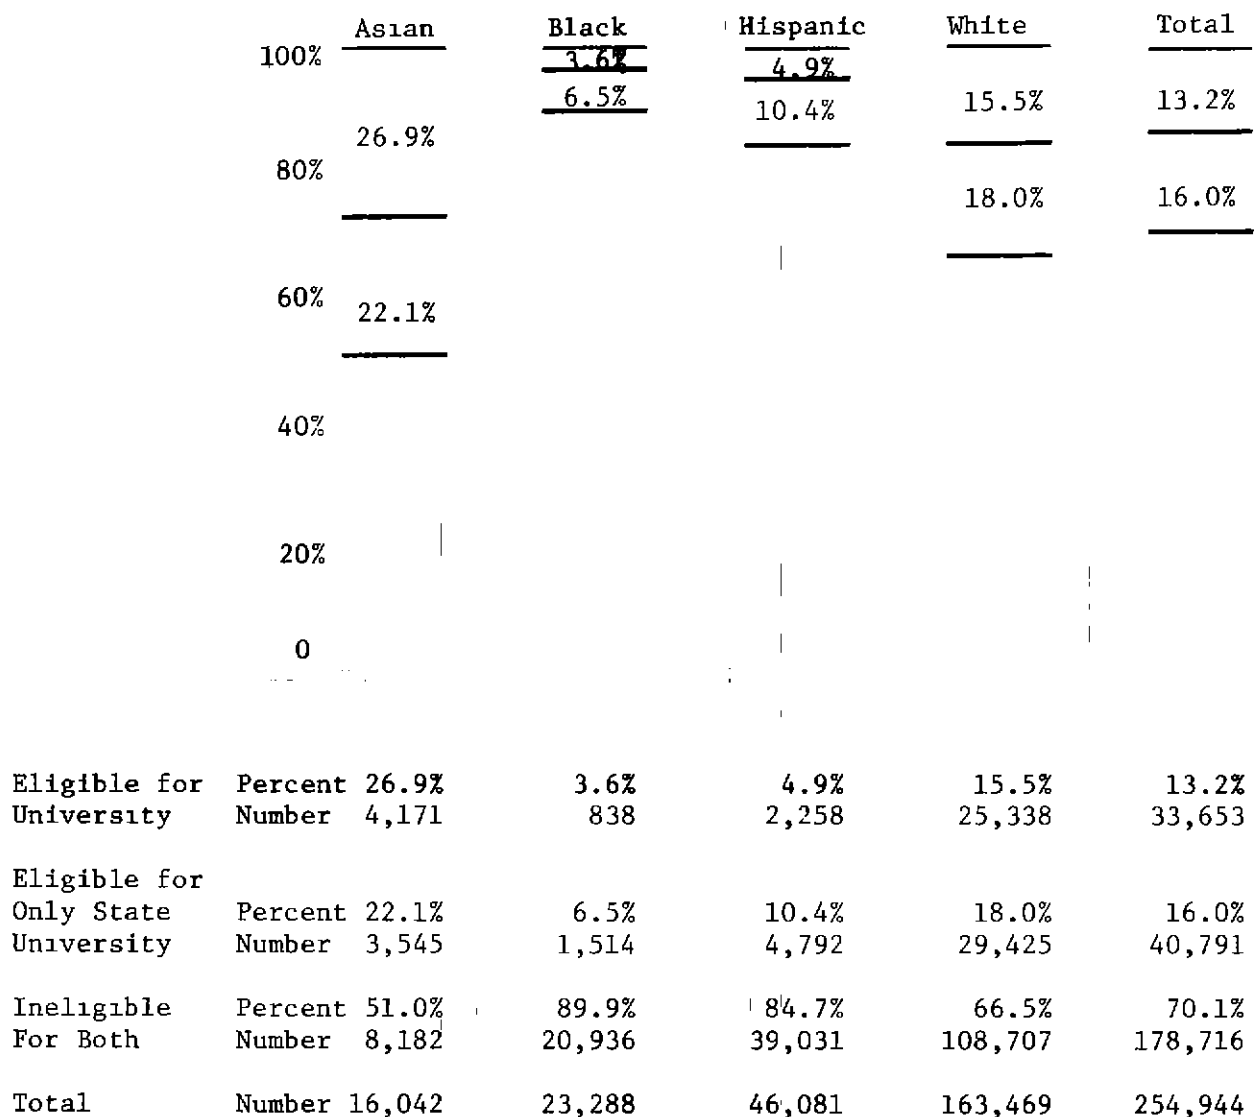 Asian Black Hispanic White Total
100% 3.6% 4.9%
6.5% 10.4% 15.5% 13.2%
26.9%
80%
18.0% 16.0%
60% 22.1%
40%
20%
0
Eligible for Percent 26.9% 3.6% 4.9% 15.5% 13.2%
University Number 4,171 838 2,258 25,338 33,653
Eligible for
Only State Percent 22.1% 6.5% 10.4% 18.0% 16.0%
University Number 3,545 1,514 4,792 29,425 40,791
Ineligible Percent 51.0% 89.9% 84.7% 66.5% 70.1%
For Both Number 8,182 20,936 39,031 108,707 178,716
Total Number 16,042 23,288 46,081 163,469 254,944